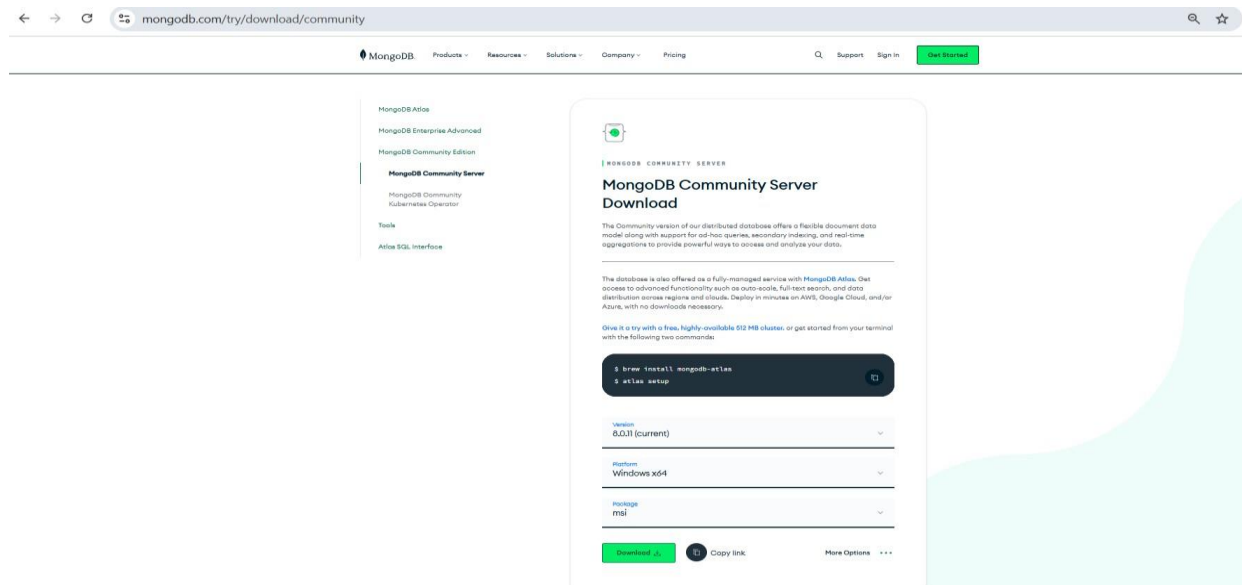 mongodb.com/try/download/community
MongoDB. Products Resources Solutions Company Pricing Support Sign In Get Started
MongoDB Atlas
MongoDB Enterprise Advanced
MongoDB Community Edition
MongoDB Community Server
MongoDB Community
Kubernetes Operator
Tools
Atlas SQL Interface
MONGODB COMMUNITY SERVER
MongoDB Community Server
Download
The Community version of our distributed database offers a flexible document data
model along with support for ad-hoc queries, secondary indexing, and real-time
aggregations to provide powerful ways to access and analyze your data.
The database is also offered as a fully-managed service with MongoDB Atlas. Get
access to advanced functionality such as auto-scale, full-text search, and data
distribution across regions and clouds. Deploy in minutes on AWS, Google Cloud, and/or
Azure, with no downloads necessary.
Give it a try with a free, highly-available 512 MB cluster. or get started from your terminal
with the following two commands:
$ brew install mongodb-atlas
$ atlas setup
Version
8.0.11 (current)
Platform
Windows x64
Package
msi
Download Copy link More Options